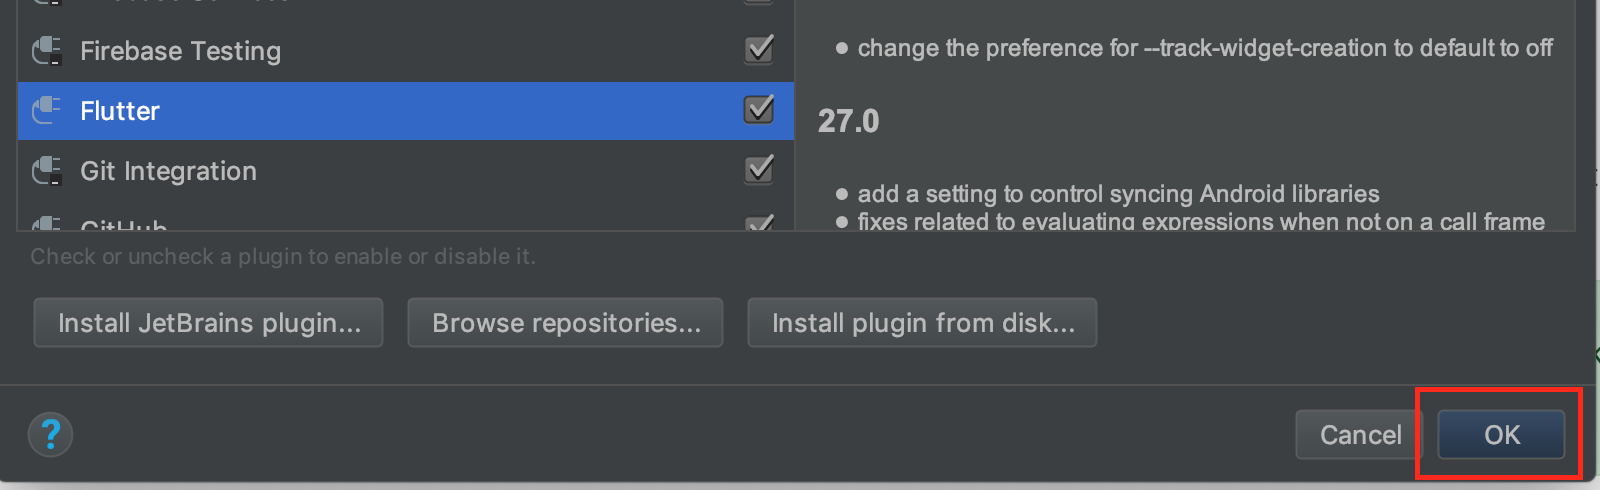 Firebase Testing
Flutter
Git Integration
GitHub
change the preference for --track-widget-creation to default to off
27.0
add a setting to control syncing Android libraries
fixes related to evaluating expressions when not on a call frame
Check or uncheck a plugin to enable or disable it.
Install JetBrains plugin...
Browse repositories...
Install plugin from disk...
?
Cancel
OK